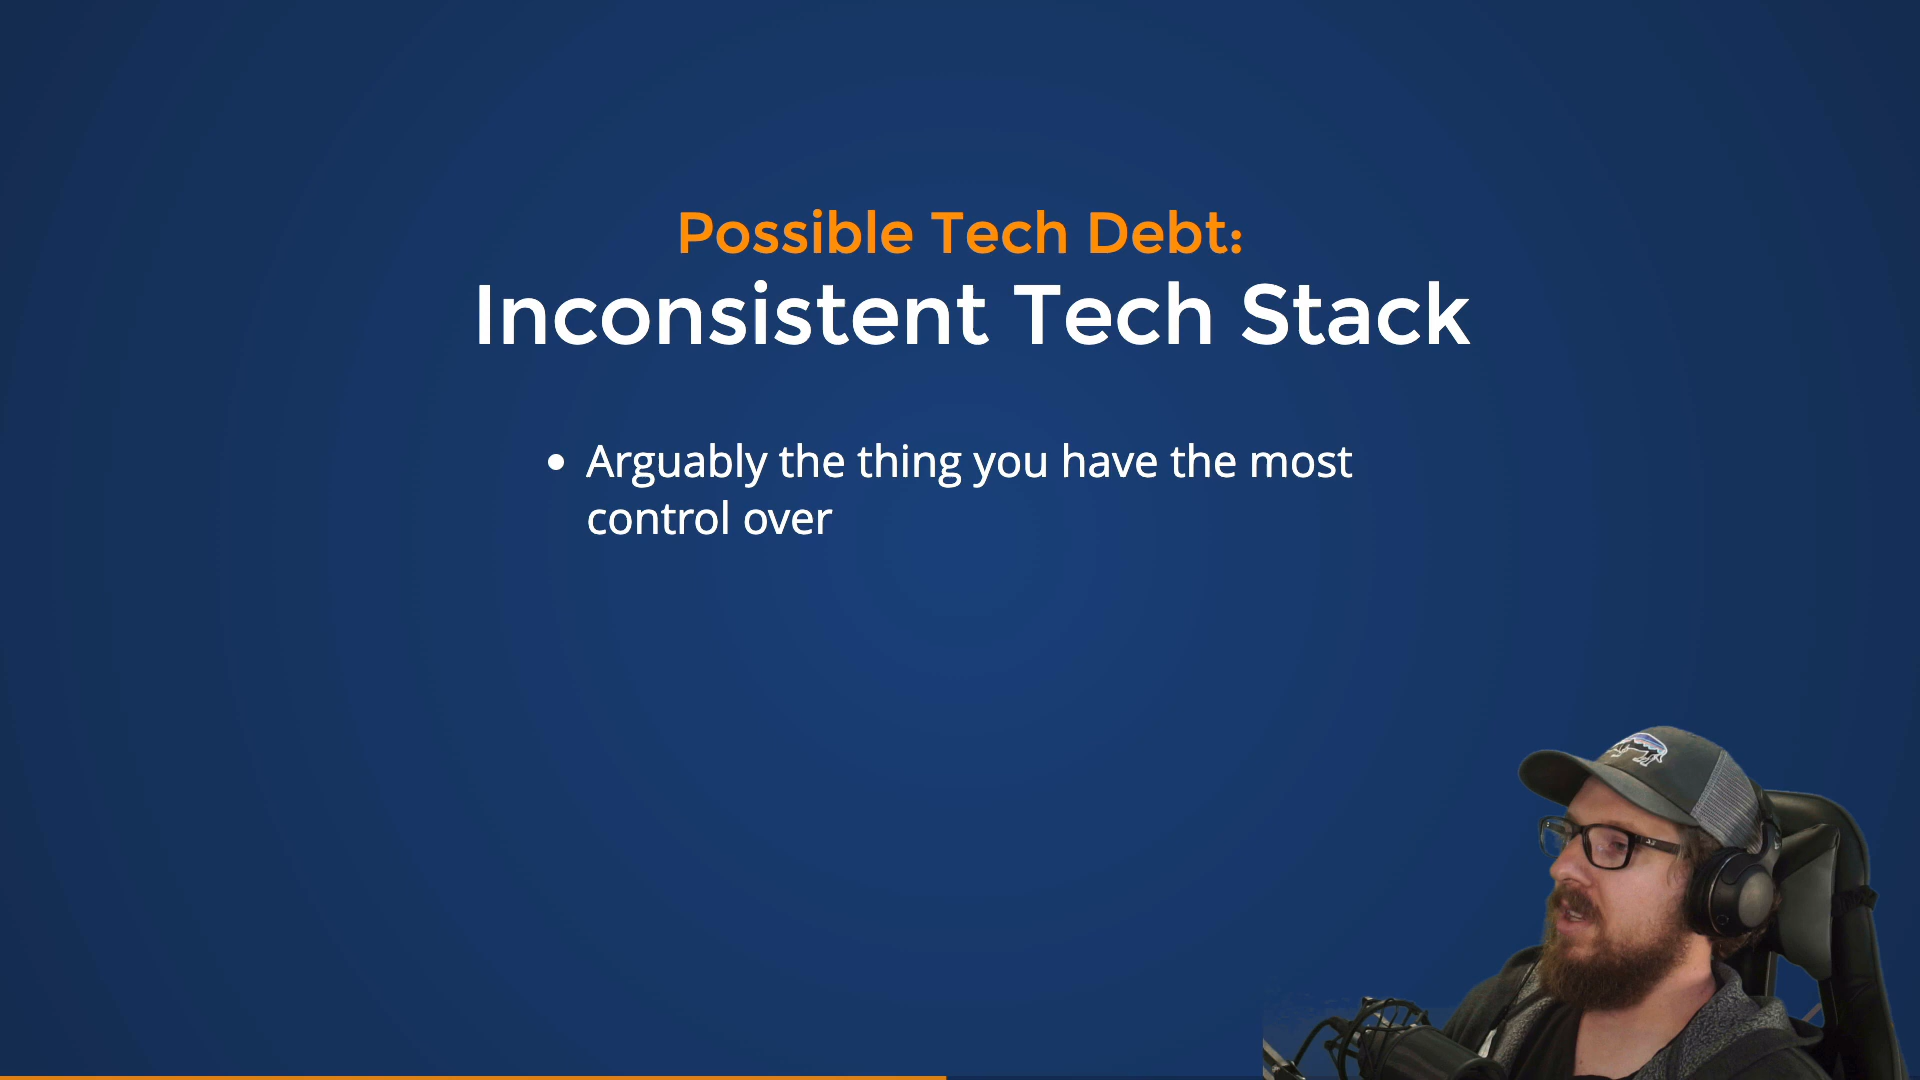 Possible Tech Debt:
Inconsistent Tech Stack
• Arguably the thing you have the most
control over